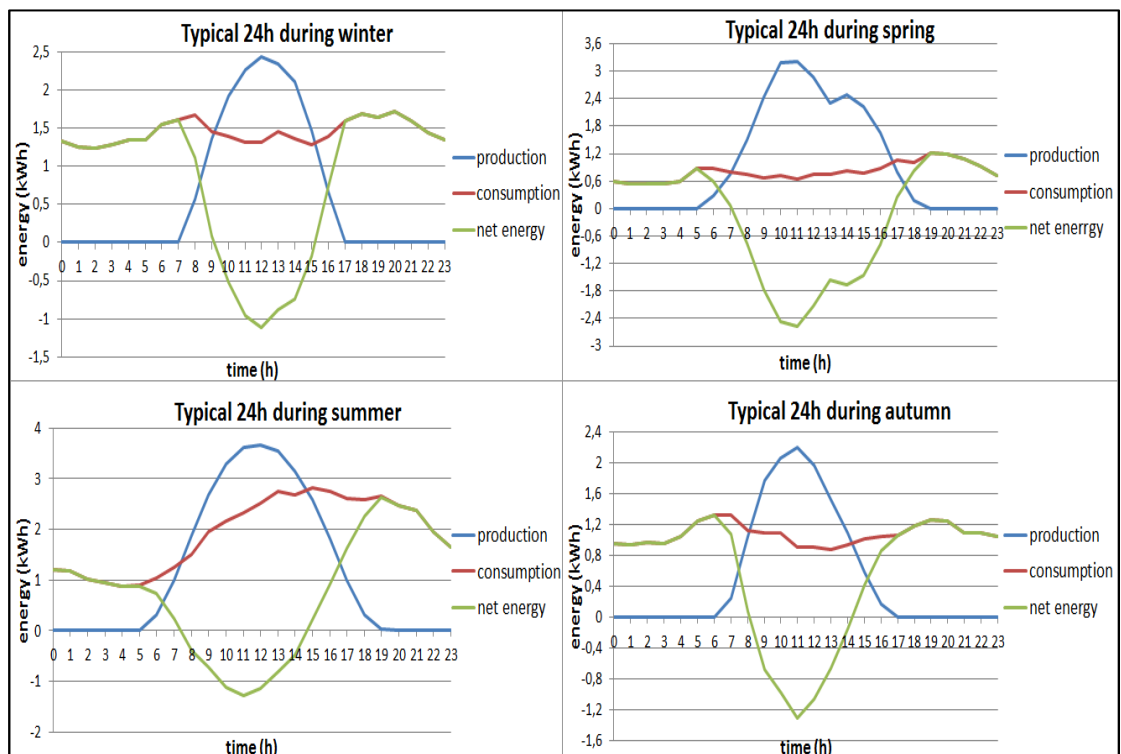 Typical 24h during winter
energy (kWh)
2,5
2
1,5
1
0,5
0
-0,5
-1
-1,5
0 1 2 3 4 5 6 7 8 9 10 11 12 13 14 15 16 17 18 19 20 21 22 23
time (h)
production
consumption
net energy
Typical 24h during spring
energy (kWh)
3,6
3
2,4
1,8
1,2
0,6
0
-0,6
-1,2
-1,8
-2,4
-3
0 1 2 3 4 5 6 7 8 9 10 11 12 13 14 15 16 17 18 19 20 21 22 23
time (h)
production
consumption
net enerrgy
Typical 24h during summer
energy (kWh)
4
3
2
1
0
-1
-2
0 1 2 3 4 5 6 7 8 9 10 11 12 13 14 15 16 17 18 19 20 21 22 23
time (h)
production
consumption
net energy
Typical 24h during autumn
energy (kWh)
2,4
2
1,6
1,2
0,8
0,4
0
-0,4
-0,8
-1,2
-1,6
0 1 2 3 4 5 6 7 8 9 10 11 12 13 14 15 16 17 18 19 20 21 22 23
time (h)
production
consumption
net energy